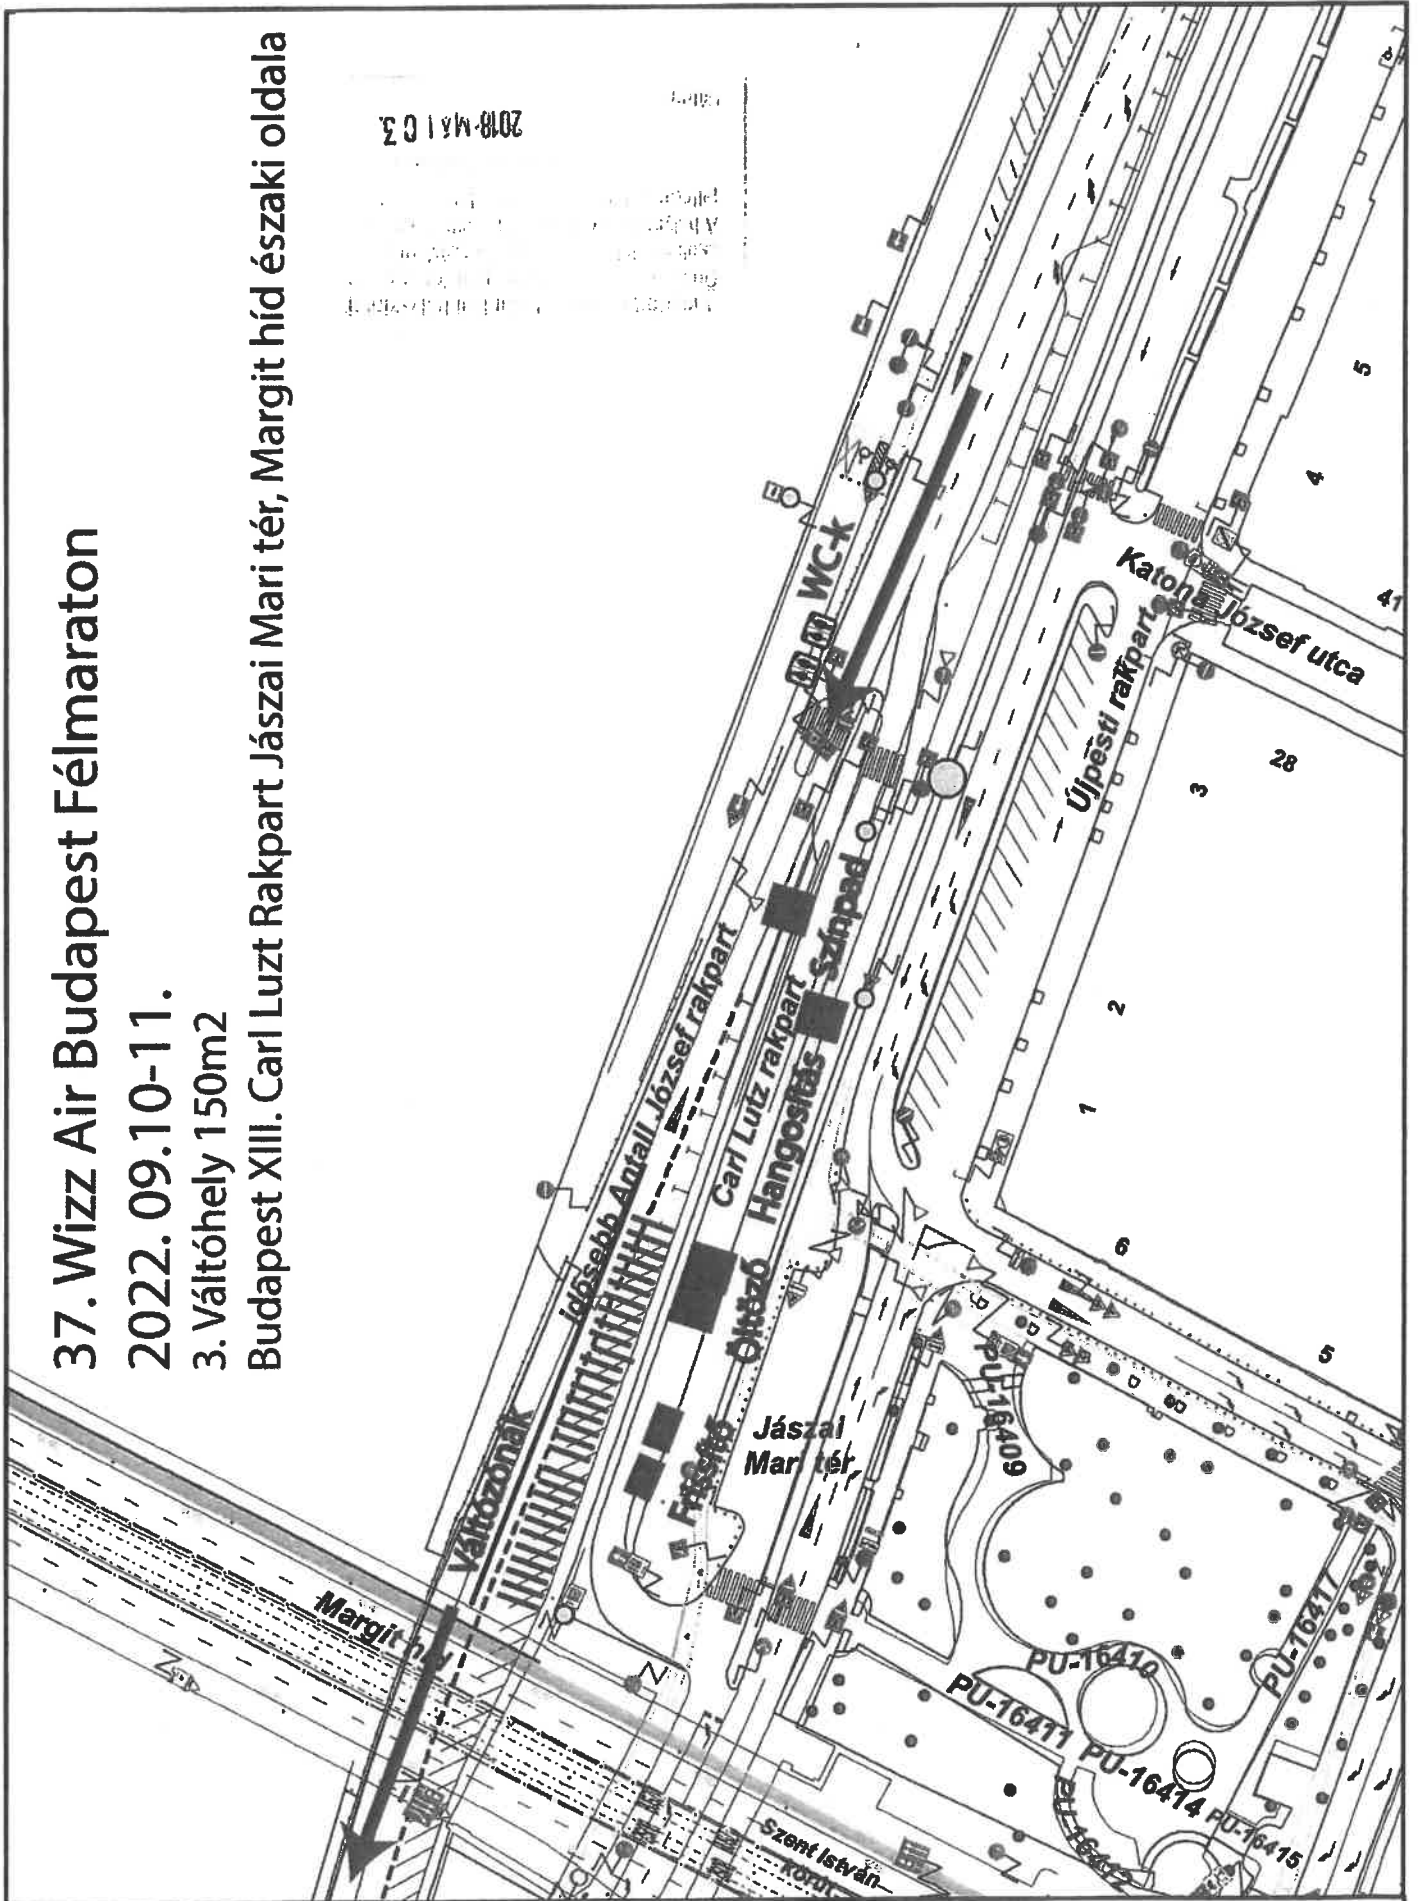 37. Wizz Air Budapest Félmaraton
2022. 09.10-11.
3. Váltóhely 150m2
Budapest XIII. Carl Luzt Rakpart Jászai Mari tér, Margit híd északi oldala
2018 MÁJ 03.
WC-k
Színpad
Hangosítás
Öltöző
Frissítő
Váltózónák
idősebb Antall József rakpart
Carl Lutz rakpart
Újpesti rakpart
Katona József utca
Jászai
Mari tér
Margit híd
Szent István
körút
PU-16409
PU-16410
PU-16411
PU-16412
PU-16414
PU-16415
PU-16417
1
2
3
28
41
4
5
6
5